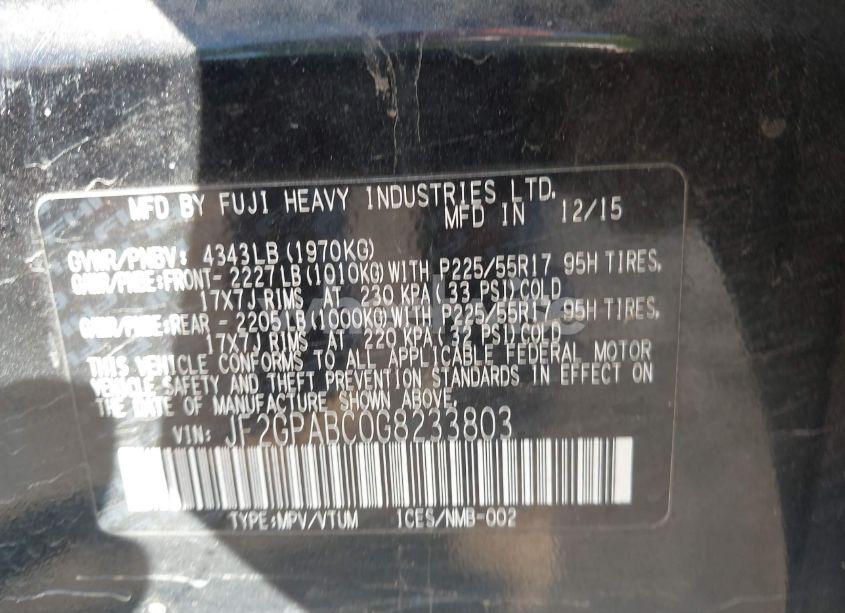 MFD BY FUJI HEAVY INDUSTRIES LTD.
MFD IN 12/15
GVWR/PNBV: 4343LB (1970KG)
GAWR/PNBE:FRONT- 2227LB(1010KG)WITH P225/55R17 95H TIRES,
17X7J RIMS AT 230 KPA(33 PSI)COLD
GAWR/PNBE:REAR - 2205LB(1000KG)WITH P225/55R17 95H TIRES,
17X7J RIMS AT 220 KPA(32 PSI)COLD
THIS VEHICLE CONFORMS TO ALL APPLICABLE FEDERAL MOTOR
VEHICLE SAFETY AND THEFT PREVENTION STANDARDS IN EFFECT ON
THE DATE OF MANUFACTURE SHOWN ABOVE.
VIN: JF2GPABC0G8233803
TYPE:MPV/VTUM 1CES/NMB-002